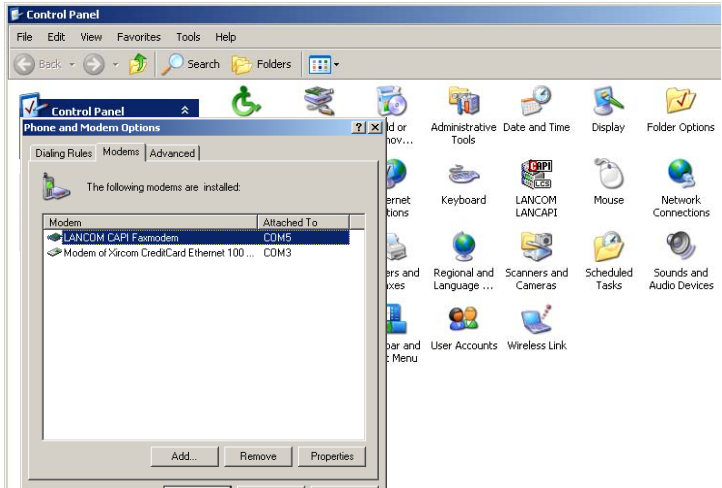 Control Panel
File Edit View Favorites Tools Help
Back Search Folders
Control Panel
Phone and Modem Options
Dialing Rules Modems Advanced
The following modems are installed:
Modem Attached To
LANCOM CAPI Faxmodem COM5
Modem of Xircom CreditCard Ethernet 100 ... COM3
Add... Remove Properties
Administrative Tools
Date and Time
Display
Folder Options
Keyboard
CAPI
LCS
LANCOM LANCAPI
Mouse
Network Connections
Regional and Language ...
Scanners and Cameras
Scheduled Tasks
Sounds and Audio Devices
User Accounts
Wireless Link